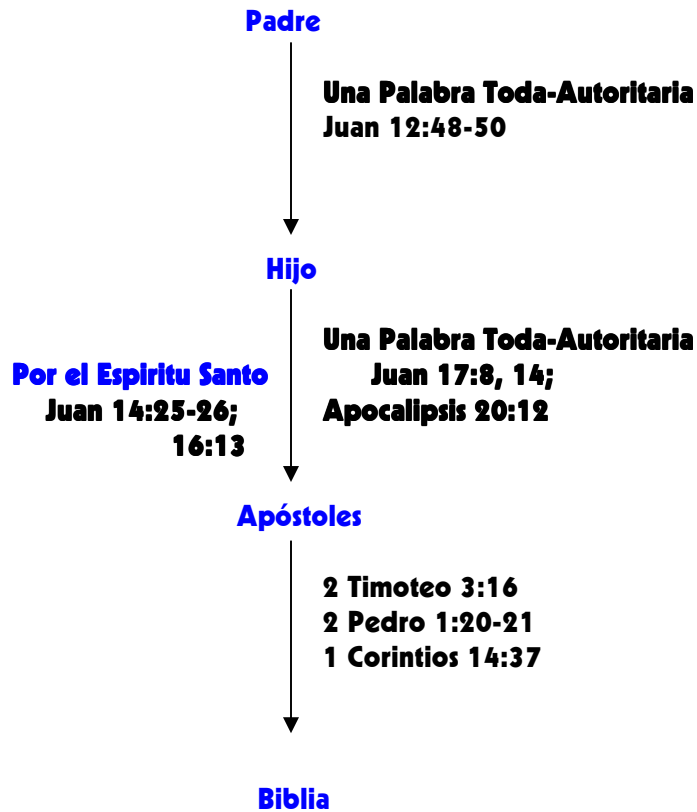 Padre
Una Palabra Toda-Autoritaria
Juan 12:48-50
Hijo
Una Palabra Toda-Autoritaria
Juan 17:8, 14;
Apocalipsis 20:12
Por el Espiritu Santo
Juan 14:25-26;
16:13
Apóstoles
2 Timoteo 3:16
2 Pedro 1:20-21
1 Corintios 14:37
Biblia